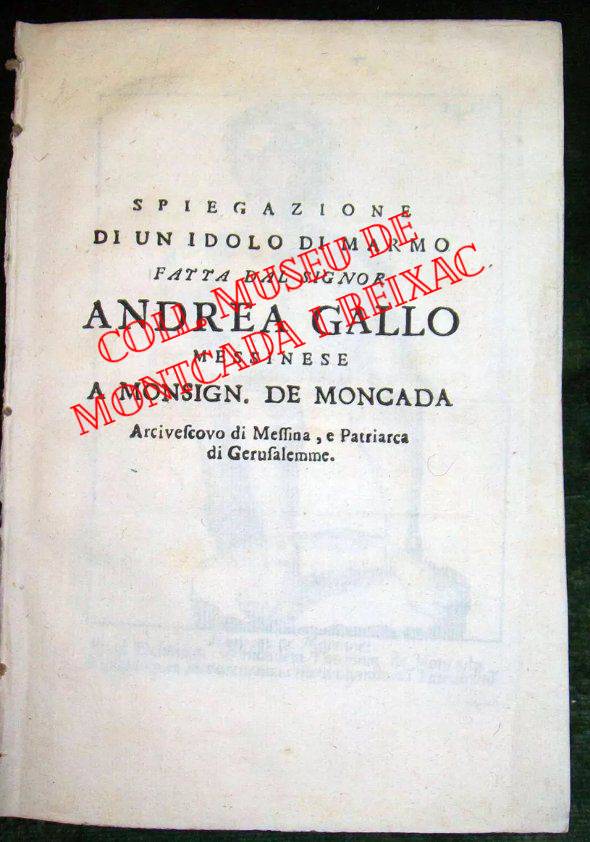 SPIEGAZIONE
DI UN IDOLO DI MARMO
FATTA DAL SIGNOR
ANDREA GALLO
MESSINESE
A MONSIGN. DE MONCADA
Arcivescovo di Messina, e Patriarca
di Gerusalemme.
COLL. MUSEU DE
MONTCADA I REIXAC